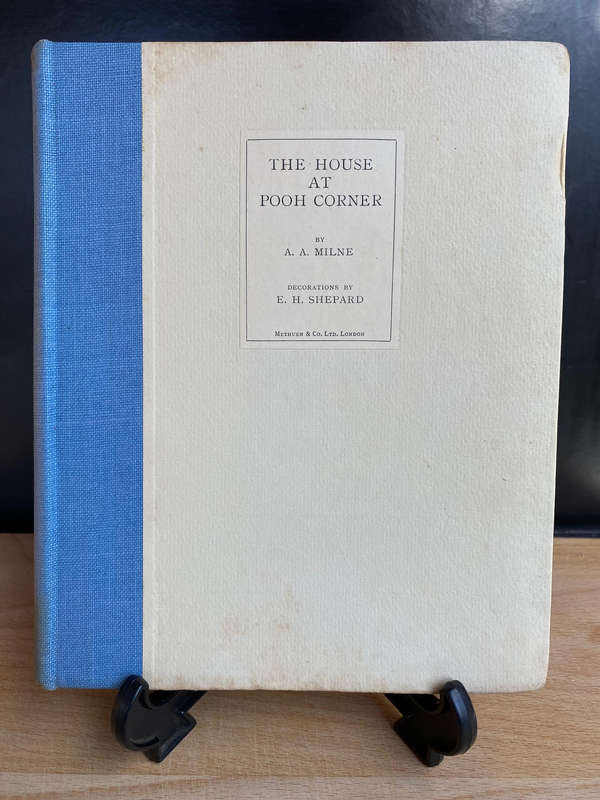 THE HOUSE
AT
POOH CORNER
BY
A. A. MILNE
DECORATIONS BY
E. H. SHEPARD
METHUEN & CO. LTD. LONDON